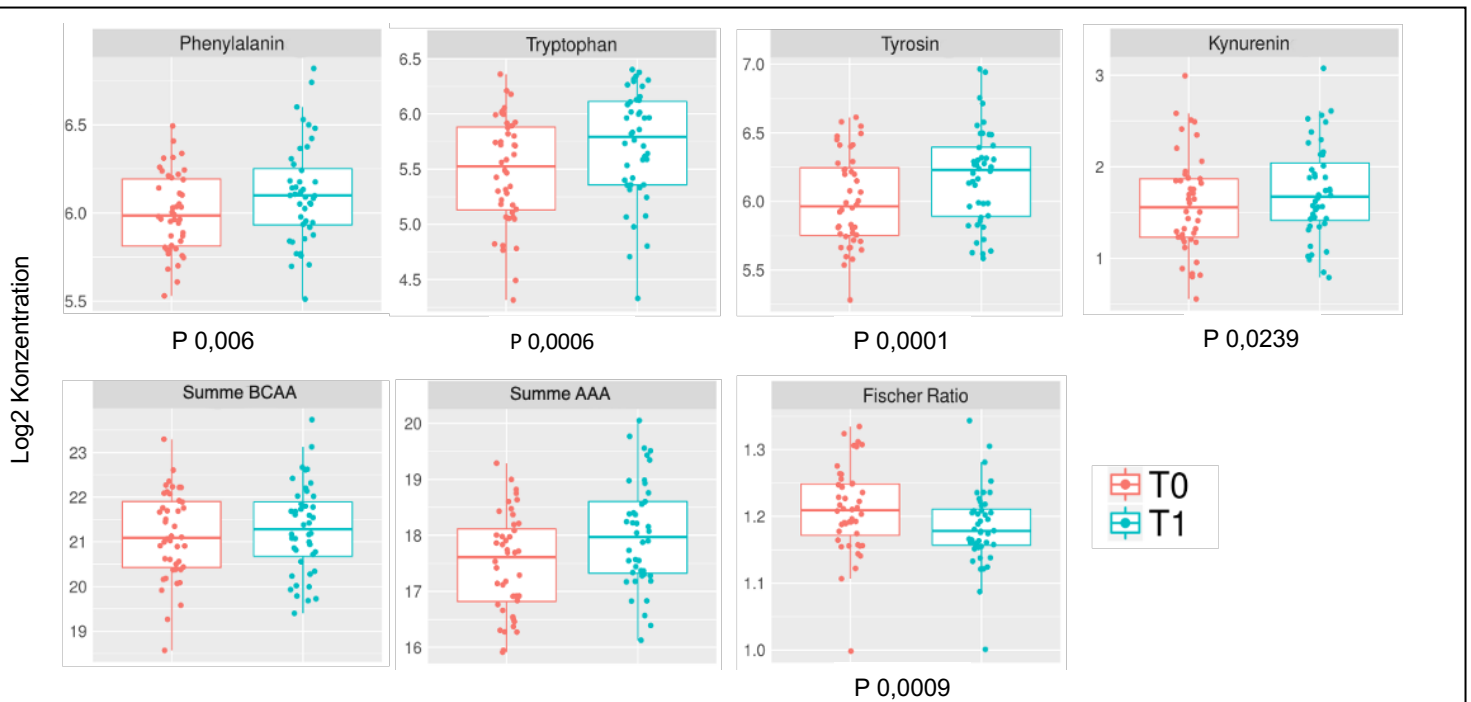 Phenylalanin
Tryptophan
Tyrosin
Kynurenin
6.5
6.0
5.5
6.5
6.0
5.5
5.0
4.5
7.0
6.5
6.0
5.5
3
2
1
P 0,006
P 0,0006
P 0,0001
P 0,0239
Log2 Konzentration
Summe BCAA
Summe AAA
Fischer Ratio
23
22
21
20
19
20
19
18
17
16
1.3
1.2
1.1
1.0
T0
T1
P 0,0009